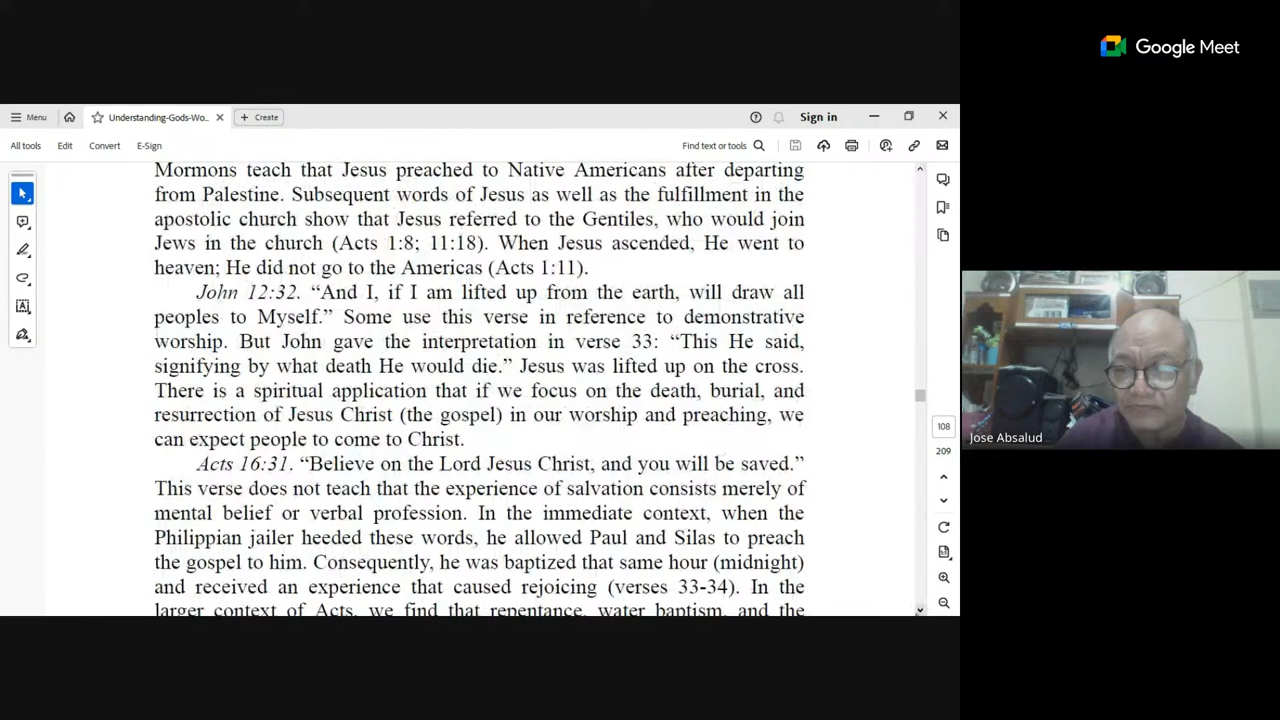 Google Meet
Menu
Understanding-Gods-Wo...
Create
Sign in
All tools
Edit
Convert
E-Sign
Find text or tools
Mormons teach that Jesus preached to Native Americans after departing
from Palestine. Subsequent words of Jesus as well as the fulfillment in the
apostolic church show that Jesus referred to the Gentiles, who would join
Jews in the church (Acts 1:8; 11:18). When Jesus ascended, He went to
heaven; He did not go to the Americas (Acts 1:11).
John 12:32. “And I, if I am lifted up from the earth, will draw all
peoples to Myself.” Some use this verse in reference to demonstrative
worship. But John gave the interpretation in verse 33: “This He said,
signifying by what death He would die.” Jesus was lifted up on the cross.
There is a spiritual application that if we focus on the death, burial, and
resurrection of Jesus Christ (the gospel) in our worship and preaching, we
can expect people to come to Christ.
Acts 16:31. “Believe on the Lord Jesus Christ, and you will be saved.”
This verse does not teach that the experience of salvation consists merely of
mental belief or verbal profession. In the immediate context, when the
Philippian jailer heeded these words, he allowed Paul and Silas to preach
the gospel to him. Consequently, he was baptized that same hour (midnight)
and received an experience that caused rejoicing (verses 33-34). In the
larger context of Acts, we find that repentance, water baptism, and the
108
209
Jose Absalud